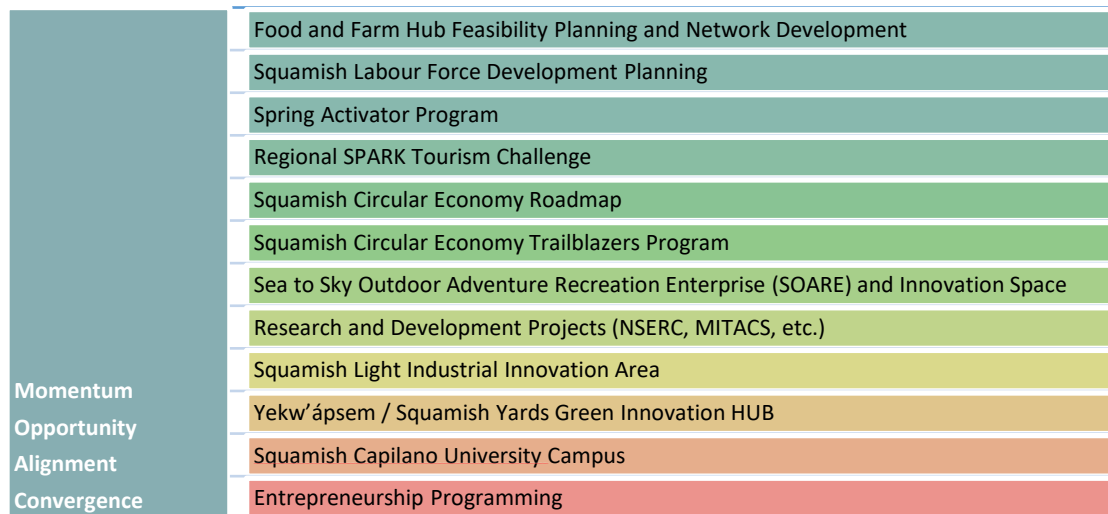 Momentum
Opportunity
Alignment
Convergence
Food and Farm Hub Feasibility Planning and Network Development
Squamish Labour Force Development Planning
Spring Activator Program
Regional SPARK Tourism Challenge
Squamish Circular Economy Roadmap
Squamish Circular Economy Trailblazers Program
Sea to Sky Outdoor Adventure Recreation Enterprise (SOARE) and Innovation Space
Research and Development Projects (NSERC, MITACS, etc.)
Squamish Light Industrial Innovation Area
Yekw’ápsem / Squamish Yards Green Innovation HUB
Squamish Capilano University Campus
Entrepreneurship Programming